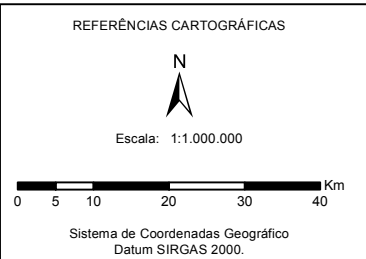 REFERÊNCIAS CARTOGRÁFICAS
N
Escala: 1:1.000.000
Km
0 5 10 20 30 40
Sistema de Coordenadas Geográfico
Datum SIRGAS 2000.